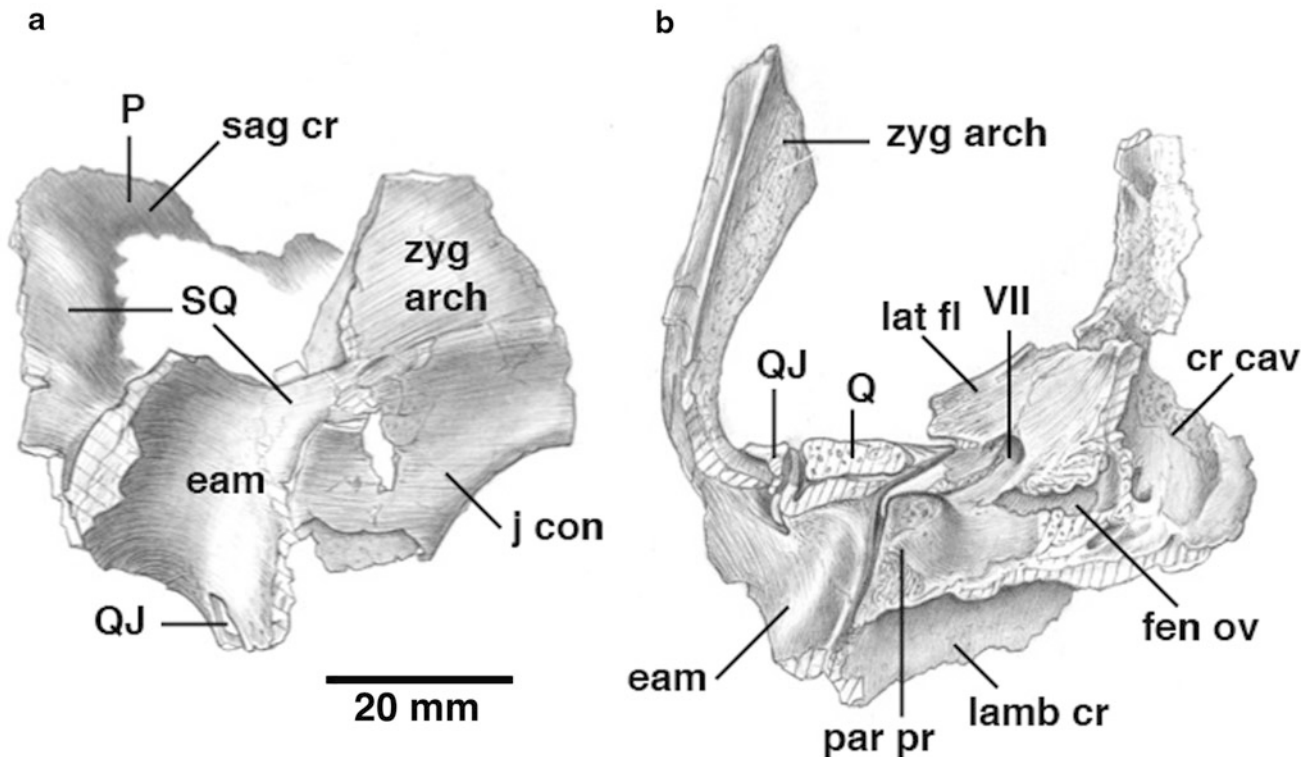 a
P
sag cr
zyg
arch
SQ
eam
j con
QJ
20 mm
b
zyg arch
VII
lat fl
cr cav
QJ
Q
fen ov
eam
lamb cr
par pr